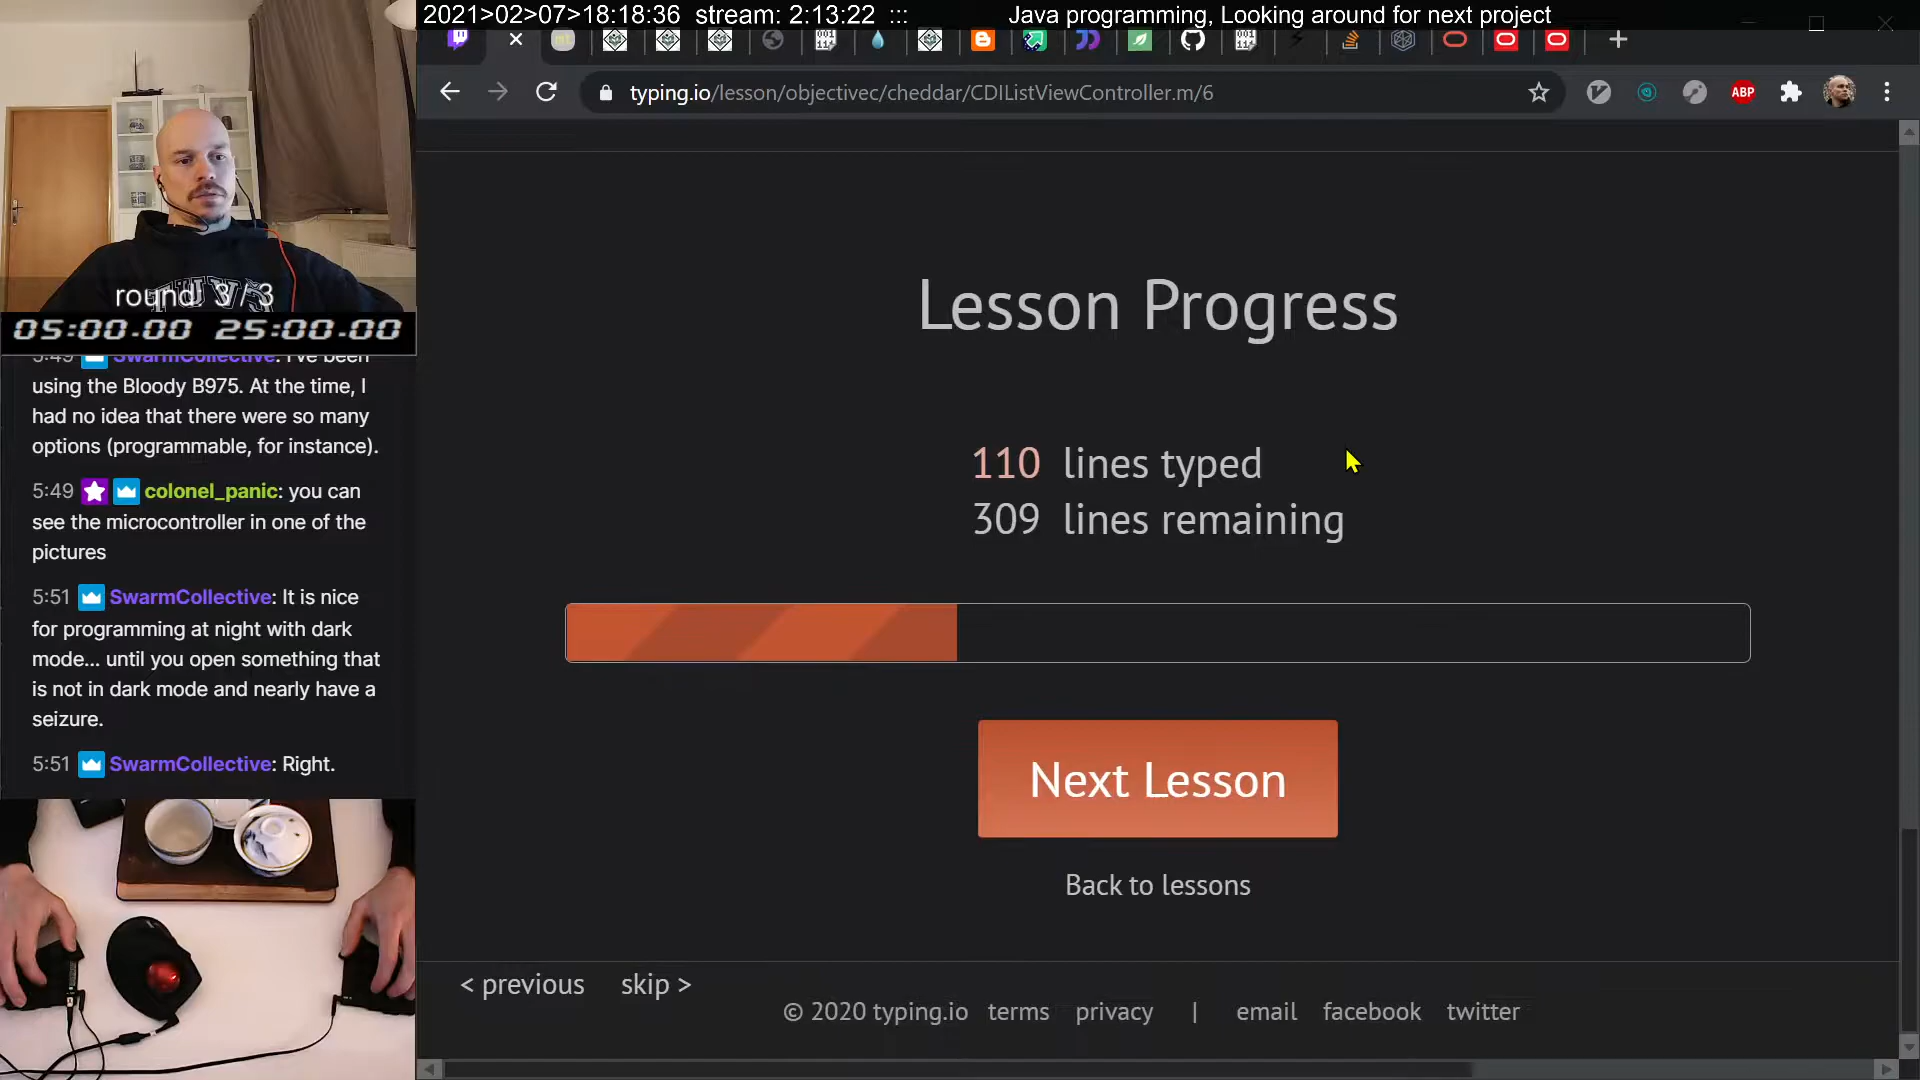 2021>02>07>18:18:36 stream: 2:13:22 ::: Java programming, Looking around for next project
typing.io/lesson/objectivec/cheddar/CDIListViewController.m/6
ABP
round: 3 / 3
05:00.00 25:00.00
5:49 SwarmCollective: I've been
using the Bloody B975. At the time, I
had no idea that there were so many
options (programmable, for instance).
5:49 colonel_panic: you can
see the microcontroller in one of the
pictures
5:51 SwarmCollective: It is nice
for programming at night with dark
mode... until you open something that
is not in dark mode and nearly have a
seizure.
5:51 SwarmCollective: Right.
Lesson Progress
110 lines typed
309 lines remaining
Next Lesson
Back to lessons
< previous skip >
© 2020 typing.io terms privacy | email facebook twitter